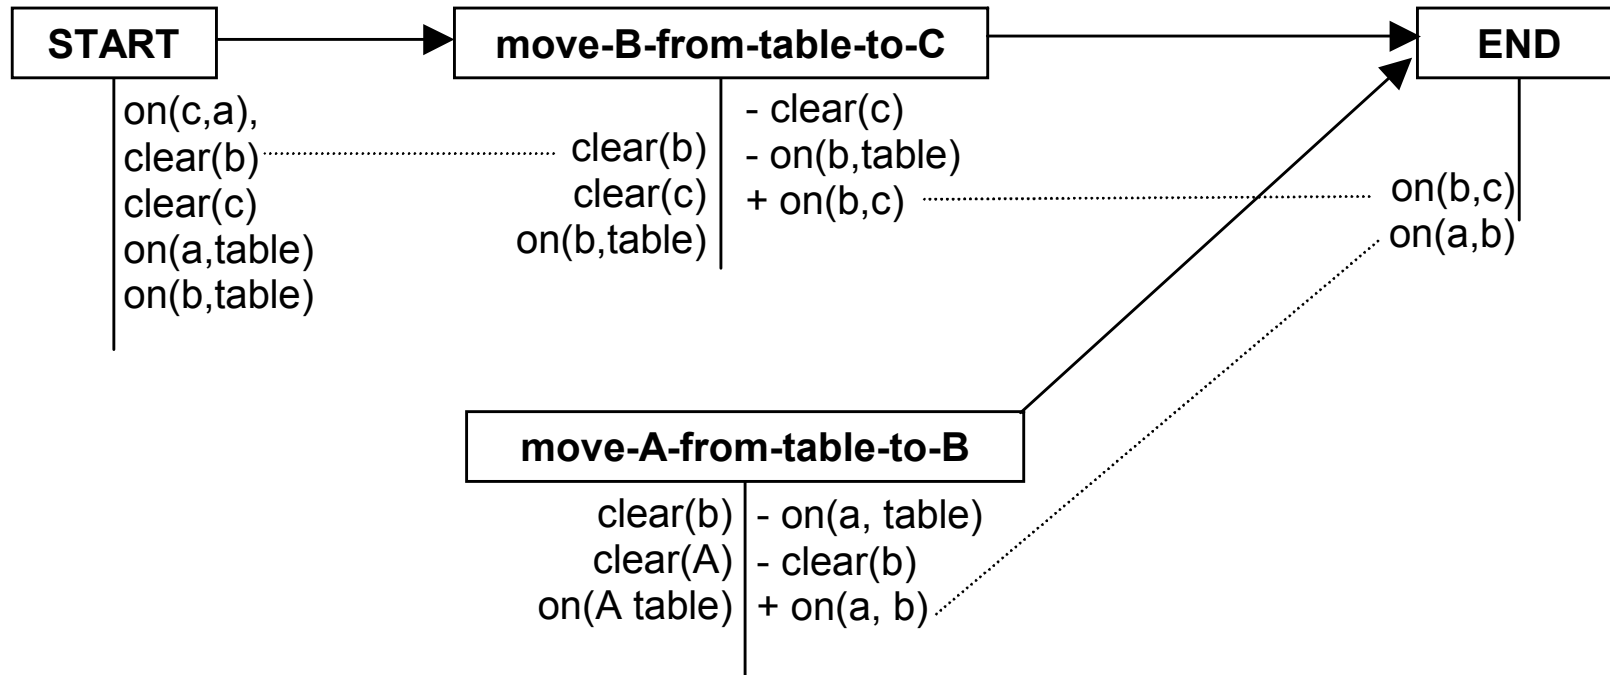 START
on(c,a),
clear(b)
clear(c)
on(a,table)
on(b,table)
move-B-from-table-to-C
clear(b)
clear(c)
on(b,table)
- clear(c)
- on(b,table)
+ on(b,c)
END
on(b,c)
on(a,b)
move-A-from-table-to-B
clear(b)
clear(A)
on(A table)
- on(a, table)
- clear(b)
+ on(a, b)